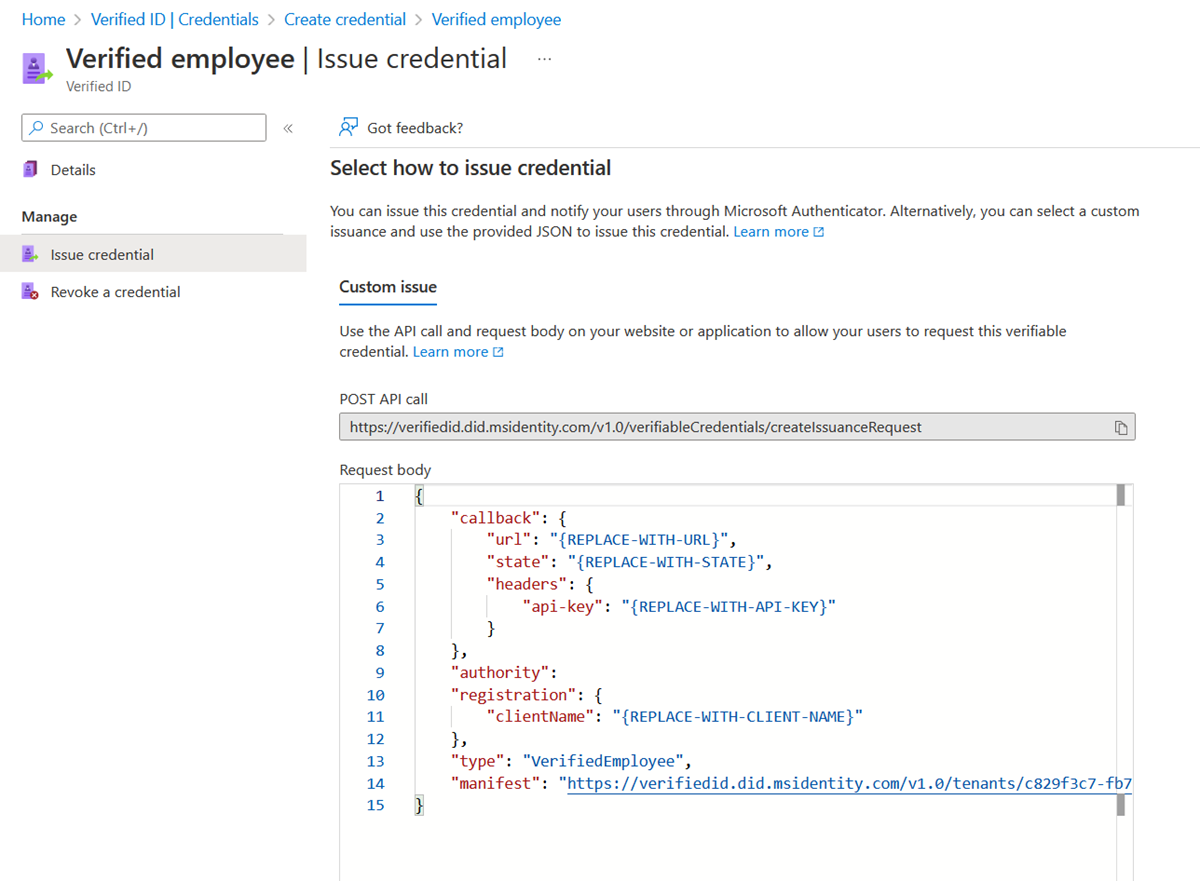 Home > Verified ID | Credentials > Create credential > Verified employee
Verified employee | Issue credential ...
Verified ID
Search (Ctrl+/) «
Details
Manage
Issue credential
Revoke a credential
Got feedback?
Select how to issue credential
You can issue this credential and notify your users through Microsoft Authenticator. Alternatively, you can select a custom
issuance and use the provided JSON to issue this credential. Learn more
Custom issue
Use the API call and request body on your website or application to allow your users to request this verifiable
credential. Learn more
POST API call
https://verifiedid.did.msidentity.com/v1.0/verifiableCredentials/createIssuanceRequest
Request body
1 {
2 "callback": {
3 "url": "{REPLACE-WITH-URL}",
4 "state": "{REPLACE-WITH-STATE}",
5 "headers": {
6 "api-key": "{REPLACE-WITH-API-KEY}"
7 }
8 },
9 "authority":
10 "registration": {
11 "clientName": "{REPLACE-WITH-CLIENT-NAME}"
12 },
13 "type": "VerifiedEmployee",
14 "manifest": "https://verifiedid.did.msidentity.com/v1.0/tenants/c829f3c7-fb7
15 }